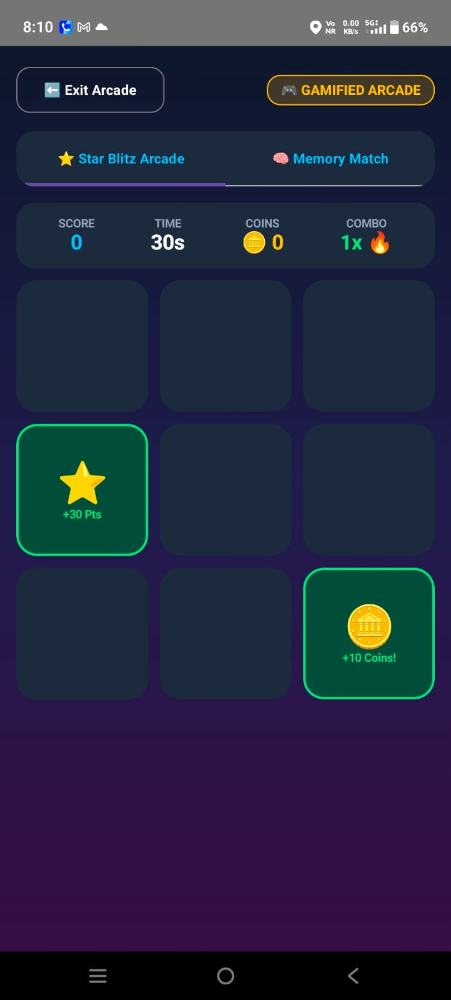 8:10
Vo NR 0.00 KB/s 5G 66%
Exit Arcade
GAMIFIED ARCADE
Star Blitz Arcade
Memory Match
SCORE TIME COINS COMBO
0 30s 0 1x
+30 Pts
+10 Coins!